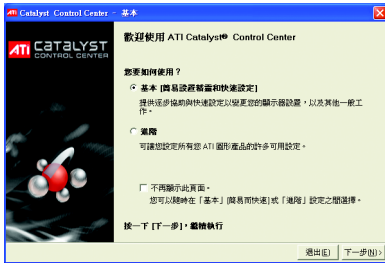 ATI Catalyst Control Center - 基本
ATI CATALYST
CONTROL CENTER
歡迎使用 ATI Catalyst® Control Center
您要如何使用？
基本 [簡易設置精靈和快速設定]
提供逐步協助與快速設定以變更您的顯示器設置，以及其他一般工
作。
進階
可讓您設定所有您 ATI 圖形產品的許多可用設定。
不再顯示此頁面。
您可以隨時在「基本」[簡易而快速]或「進階」設定之間選擇。
按一下 [下一步]，繼續執行
退出(E)
下一步(N)>